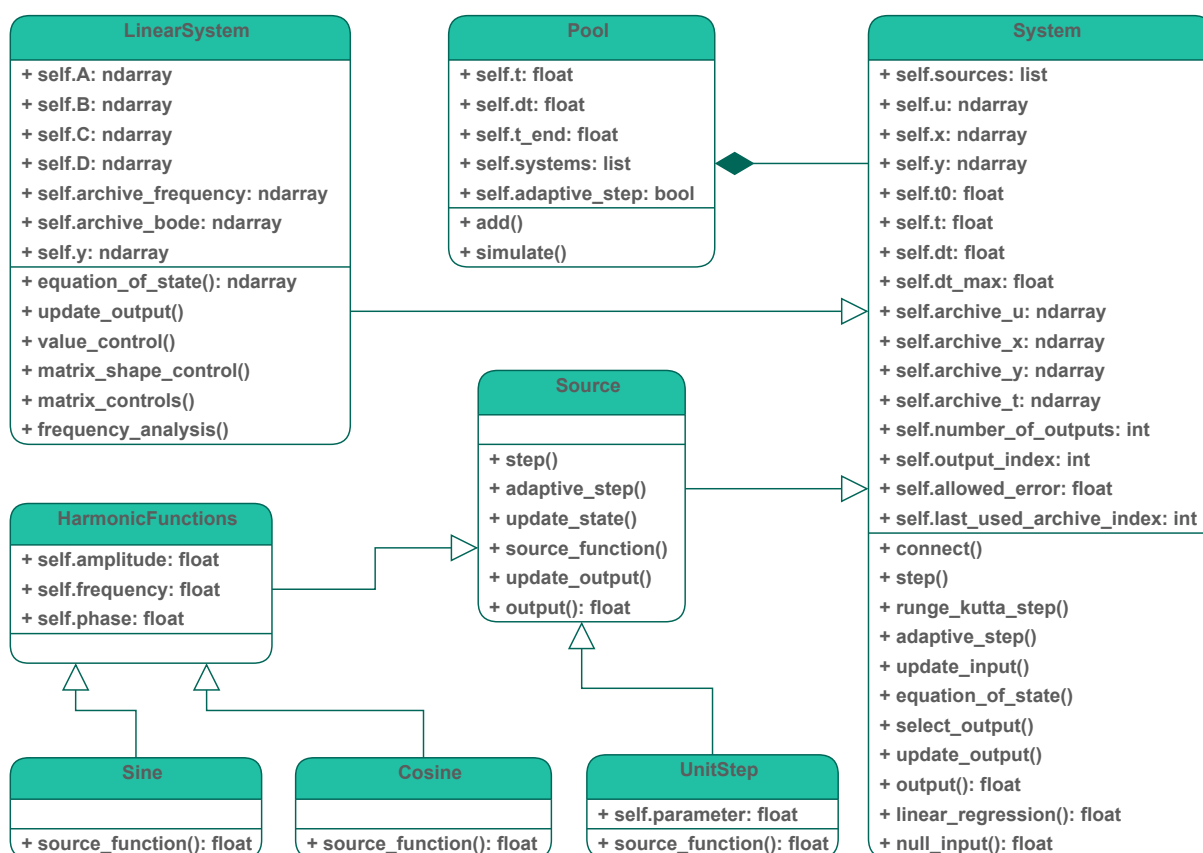 LinearSystem
+ self.A: ndarray
+ self.B: ndarray
+ self.C: ndarray
+ self.D: ndarray
+ self.archive_frequency: ndarray
+ self.archive_bode: ndarray
+ self.y: ndarray
+ equation_of_state(): ndarray
+ update_output()
+ value_control()
+ matrix_shape_control()
+ matrix_controls()
+ frequency_analysis()
Pool
+ self.t: float
+ self.dt: float
+ self.t_end: float
+ self.systems: list
+ self.adaptive_step: bool
+ add()
+ simulate()
System
+ self.sources: list
+ self.u: ndarray
+ self.x: ndarray
+ self.y: ndarray
+ self.t0: float
+ self.t: float
+ self.dt: float
+ self.dt_max: float
+ self.archive_u: ndarray
+ self.archive_x: ndarray
+ self.archive_y: ndarray
+ self.archive_t: ndarray
+ self.number_of_outputs: int
+ self.output_index: int
+ self.allowed_error: float
+ self.last_used_archive_index: int
+ connect()
+ step()
+ runge_kutta_step()
+ adaptive_step()
+ update_input()
+ equation_of_state()
+ select_output()
+ update_output()
+ output(): float
+ linear_regression(): float
+ null_input(): float
Source
+ step()
+ adaptive_step()
+ update_state()
+ source_function()
+ update_output()
+ output(): float
HarmonicFunctions
+ self.amplitude: float
+ self.frequency: float
+ self.phase: float
Sine
+ source_function(): float
Cosine
+ source_function(): float
UnitStep
+ self.parameter: float
+ source_function(): float